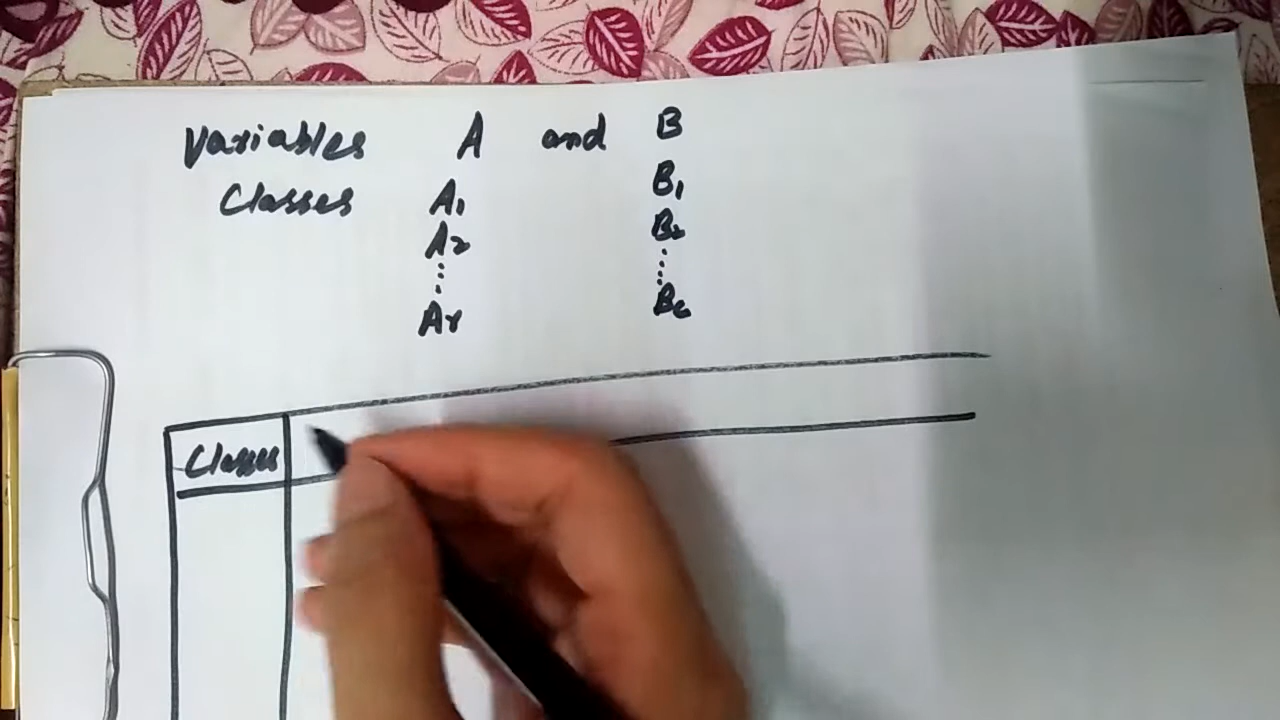 Variables A and B
Classes A1 B1
A2 B2
⋮ ⋮
Ar Bc
Classes